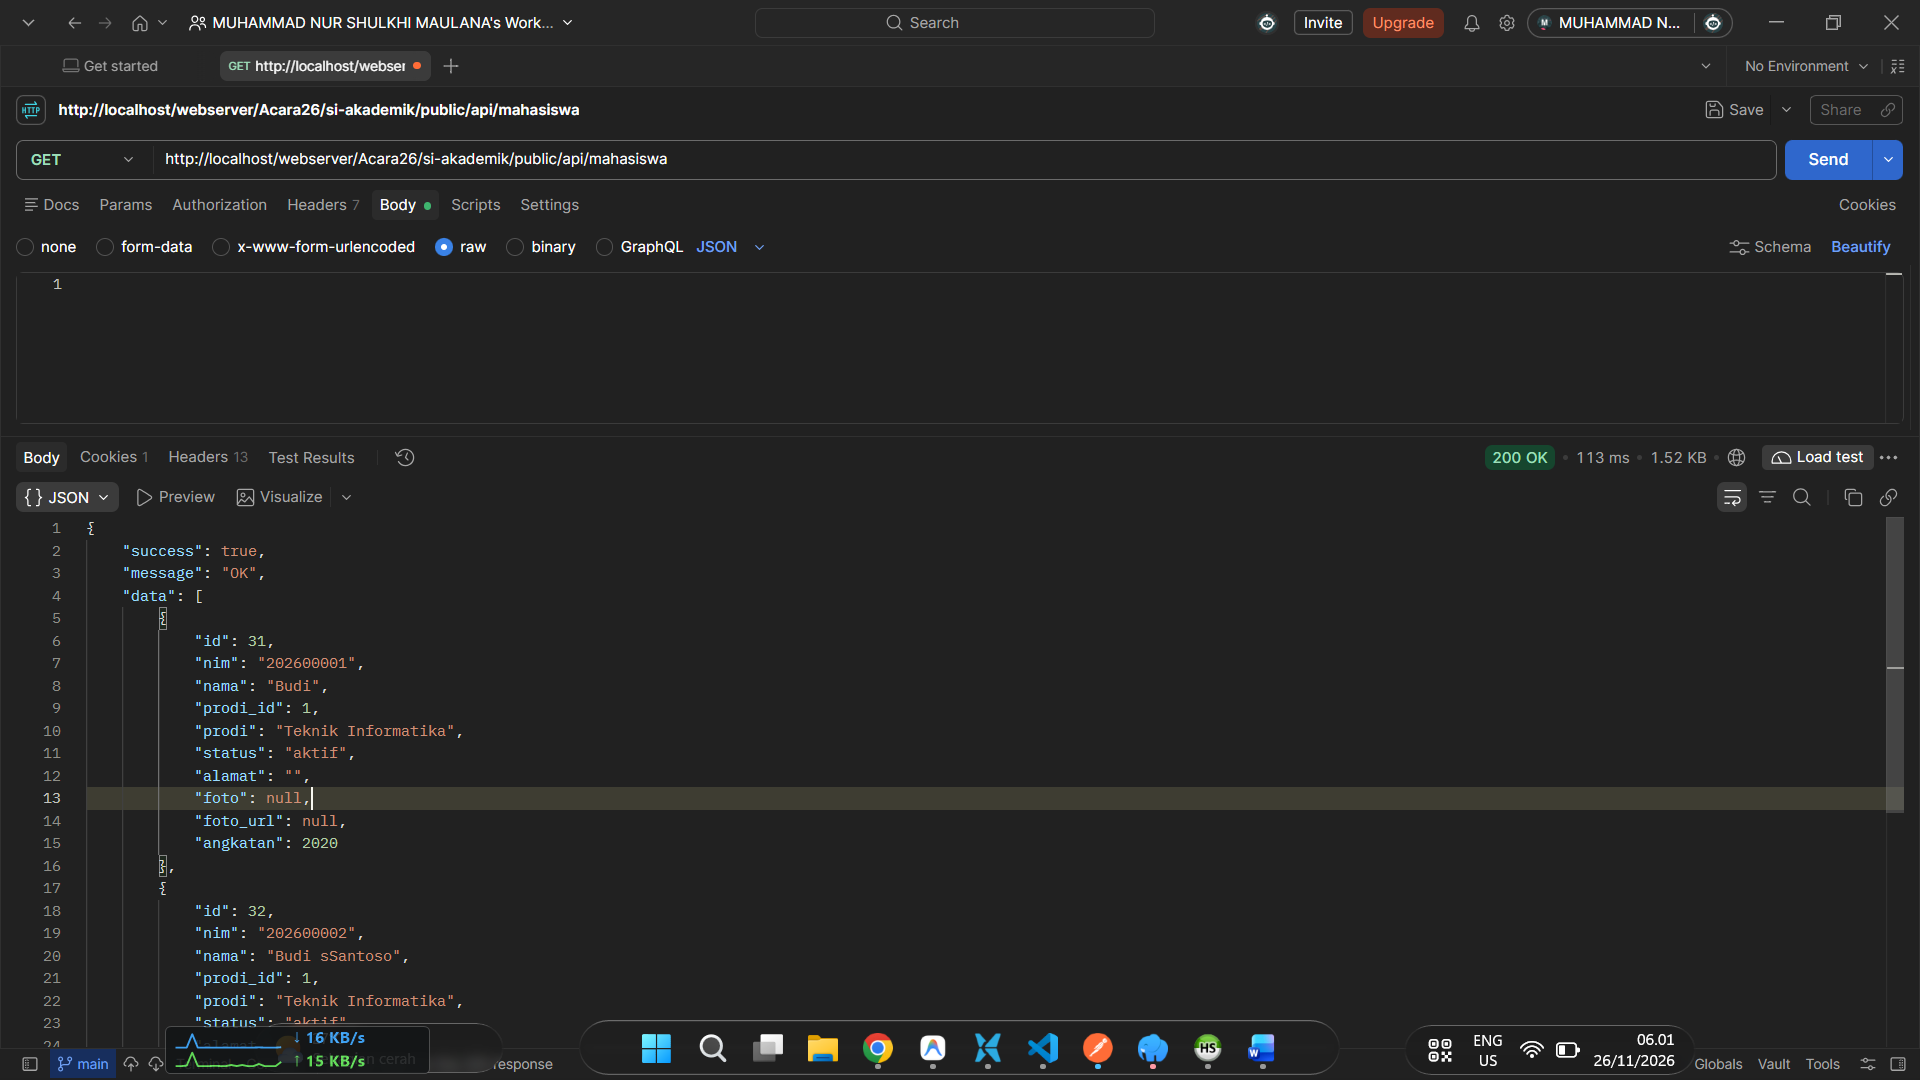 MUHAMMAD NUR SHULKHI MAULANA's Work...
Search
Invite
Upgrade
MUHAMMAD N...
Get started
GET http://localhost/webser
No Environment
HTTP
http://localhost/webserver/Acara26/si-akademik/public/api/mahasiswa
Save
Share
GET
http://localhost/webserver/Acara26/si-akademik/public/api/mahasiswa
Send
Docs
Params
Authorization
Headers 7
Body
Scripts
Settings
Cookies
none
form-data
x-www-form-urlencoded
raw
binary
GraphQL
JSON
Schema
Beautify
1
Body
Cookies 1
Headers 13
Test Results
200 OK
113 ms
1.52 KB
Load test
{} JSON
Preview
Visualize
1 {
2 "success": true,
3 "message": "OK",
4 "data": [
5 {
6 "id": 31,
7 "nim": "202600001",
8 "nama": "Budi",
9 "prodi_id": 1,
10 "prodi": "Teknik Informatika",
11 "status": "aktif",
12 "alamat": "",
13 "foto": null,
14 "foto_url": null,
15 "angkatan": 2020
16 },
17 {
18 "id": 32,
19 "nim": "202600002",
20 "nama": "Budi sSantoso",
21 "prodi_id": 1,
22 "prodi": "Teknik Informatika",
23 "status": "aktif"
24
↓ 16 KB/s
↑ 15 KB/s
main
cerah
esponse
HS
W
ENG
US
06.01
26/11/2026
Globals
Vault
Tools